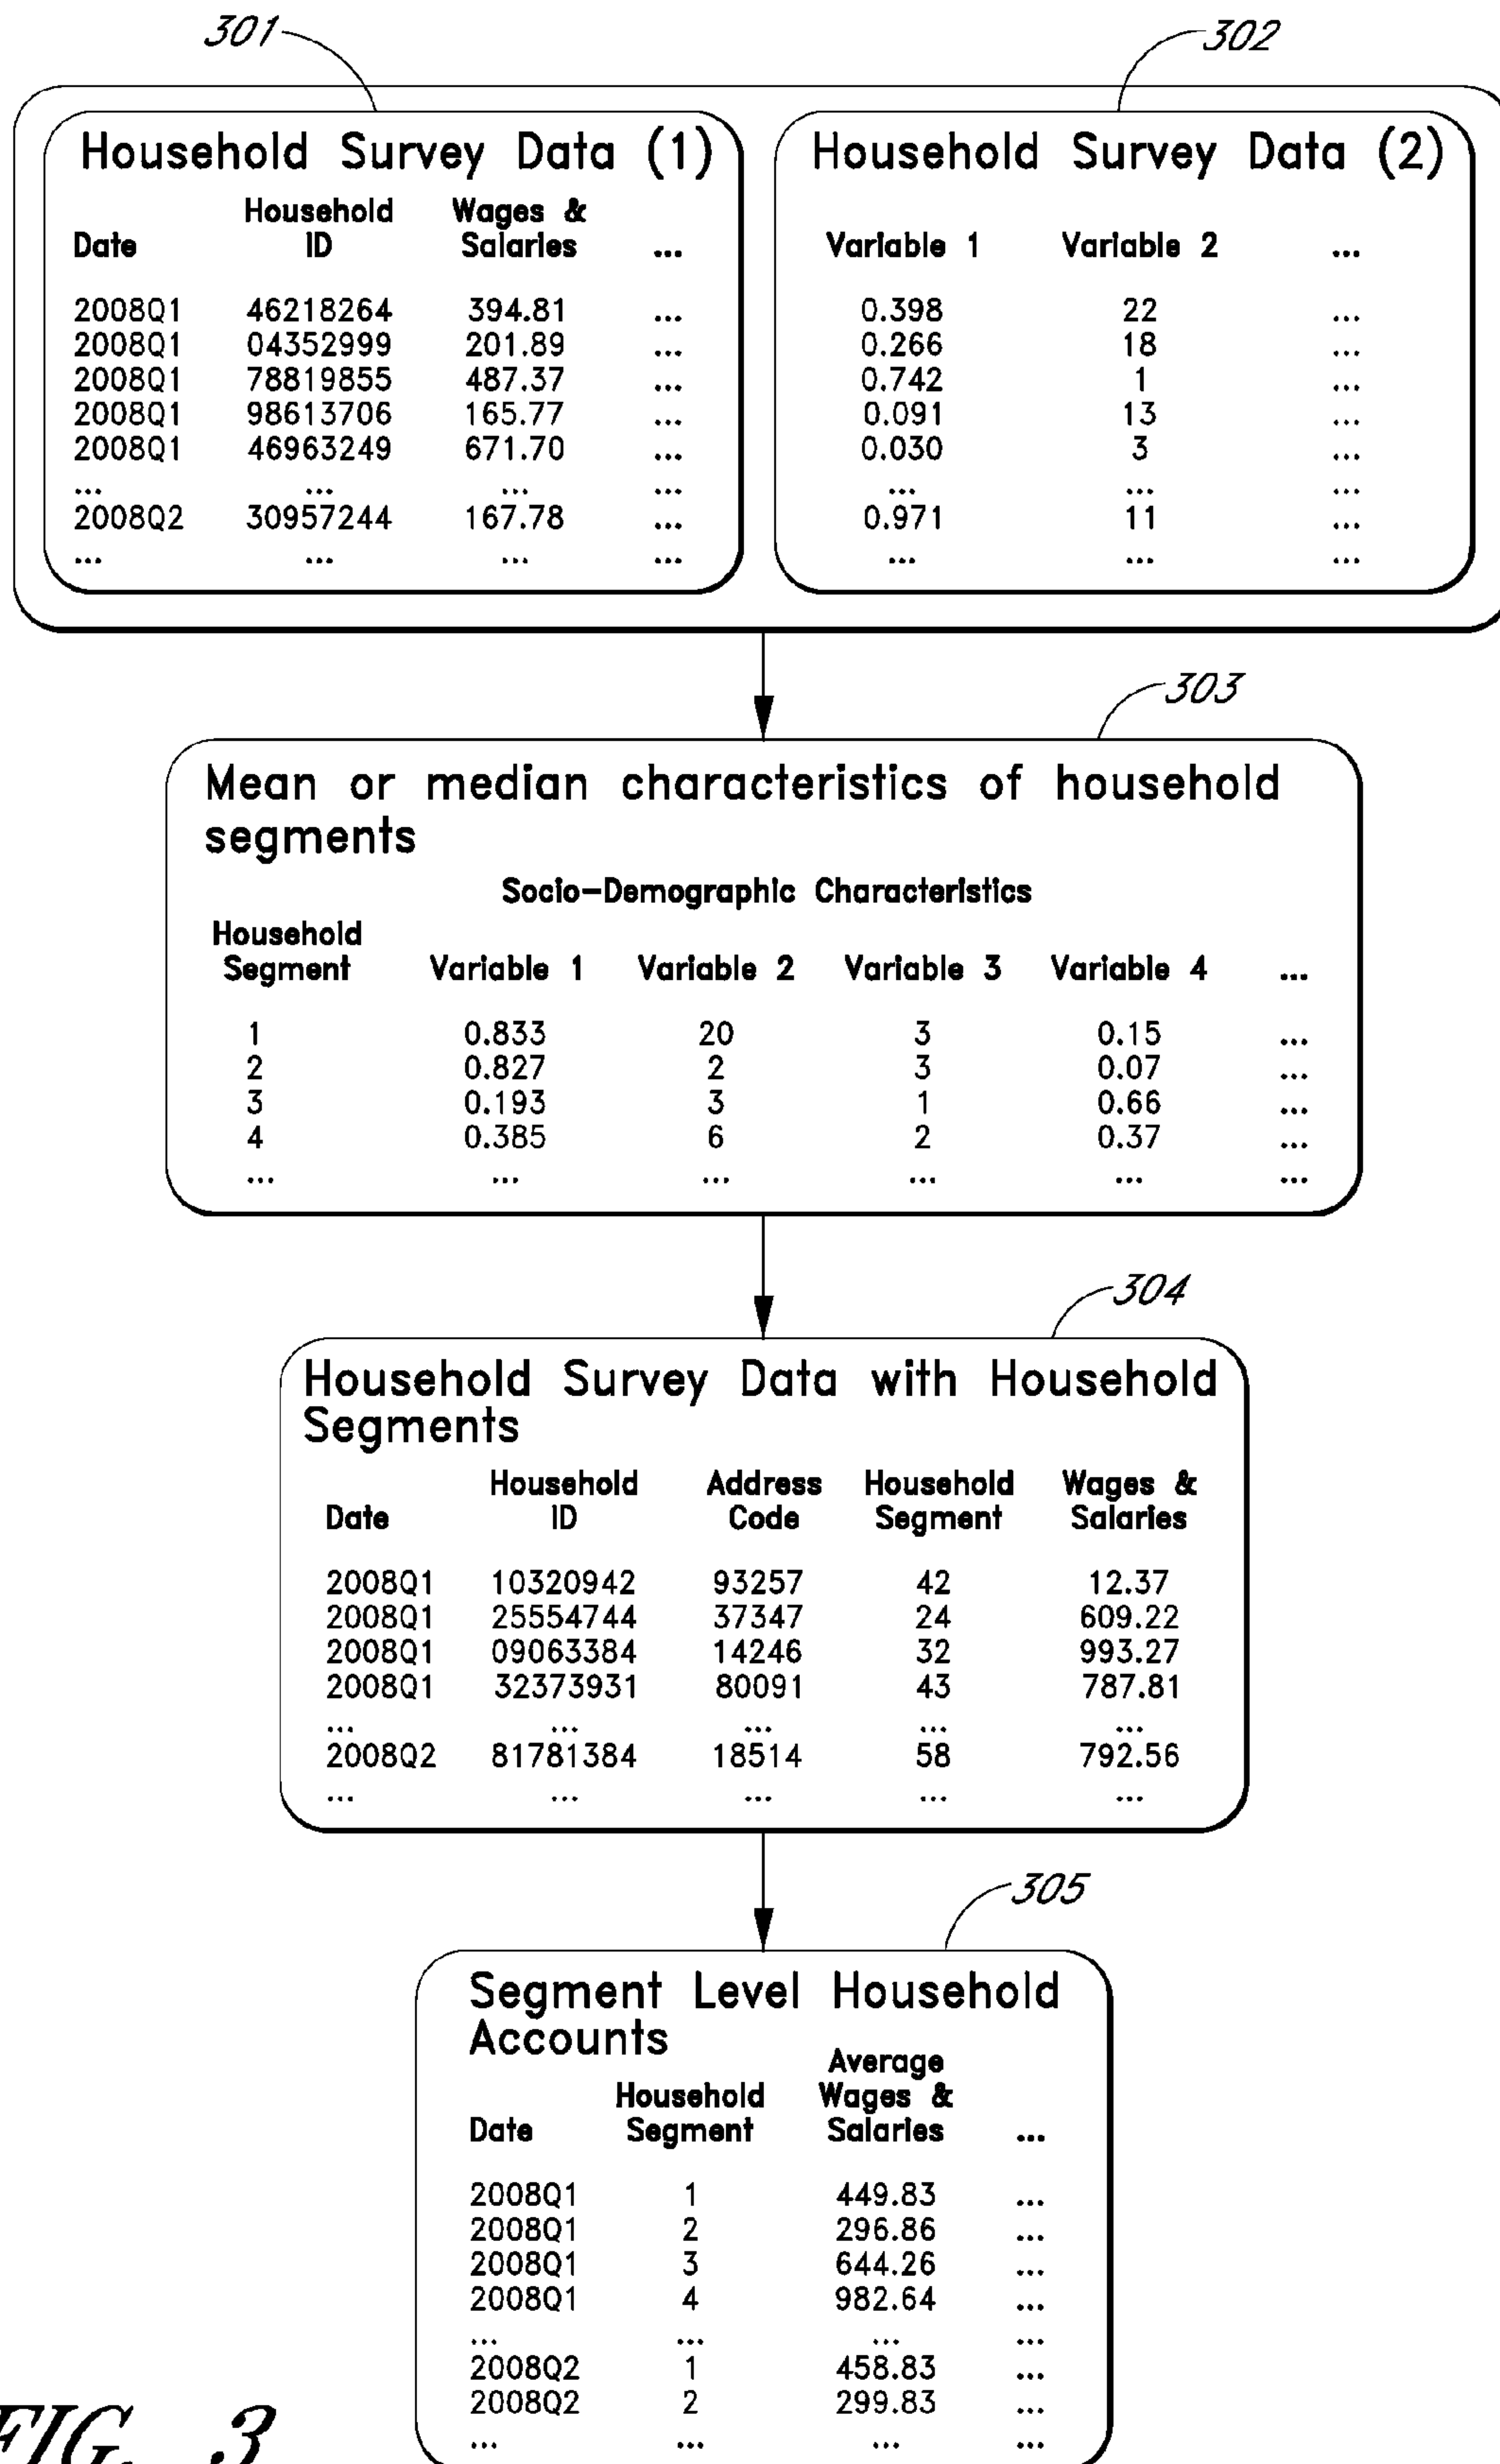 301
302
Household Survey Data (1)
Household ID
Wages & Salaries
Date ...
2008Q1 46218264 394.81 ...
2008Q1 04352999 201.89 ...
2008Q1 78819855 487.37 ...
2008Q1 98613706 165.77 ...
2008Q1 46963249 671.70 ...
... ... ... ...
2008Q2 30957244 167.78 ...
... ... ... ...
Household Survey Data (2)
Variable 1 Variable 2 ...
0.398 22 ...
0.266 18 ...
0.742 1 ...
0.091 13 ...
0.030 3 ...
... ... ...
0.971 11 ...
... ... ...
303
Mean or median characteristics of household
segments
Socio-Demographic Characteristics
Household
Segment Variable 1 Variable 2 Variable 3 Variable 4 ...
1 0.833 20 3 0.15 ...
2 0.827 2 3 0.07 ...
3 0.193 3 1 0.66 ...
4 0.385 6 2 0.37 ...
... ... ... ... ... ...
304
Household Survey Data with Household
Segments
Household Address Household Wages &
Date ID Code Segment Salaries
2008Q1 10320942 93257 42 12.37
2008Q1 25554744 37347 24 609.22
2008Q1 09063384 14246 32 993.27
2008Q1 32373931 80091 43 787.81
... ... ... ... ...
2008Q2 81781384 18514 58 792.56
... ... ... ... ...
305
Segment Level Household
Accounts
Average
Household Wages &
Date Segment Salaries ...
2008Q1 1 449.83 ...
2008Q1 2 296.86 ...
2008Q1 3 644.26 ...
2008Q1 4 982.64 ...
... ... ... ...
2008Q2 1 458.83 ...
2008Q2 2 299.83 ...
... ... ... ...
FIG. 3